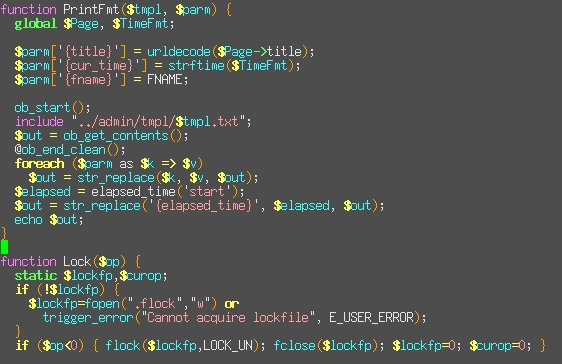 function PrintFmt($tmpl, $parm) {
  global $Page, $TimeFmt;

  $parm['{title}'] = urldecode($Page->title);
  $parm['{cur_time}'] = strftime($TimeFmt);
  $parm['{fname}'] = FNAME;

  ob_start();
  include "../admin/tmpl/$tmpl.txt";
  $out = ob_get_contents();
  @ob_end_clean();
  foreach ($parm as $k => $v)
    $out = str_replace($k, $v, $out);
  $elapsed = elapsed_time('start');
  $out = str_replace('{elapsed_time}', $elapsed, $out);
  echo $out;
}

function Lock($op) {
  static $lockfp,$curop;
  if (!$lockfp) {
    $lockfp=fopen(".flock","w") or
      trigger_error("Cannot acquire lockfile", E_USER_ERROR);
  }
  if ($op<0) { flock($lockfp,LOCK_UN); fclose($lockfp); $lockfp=0; $curop=0; }